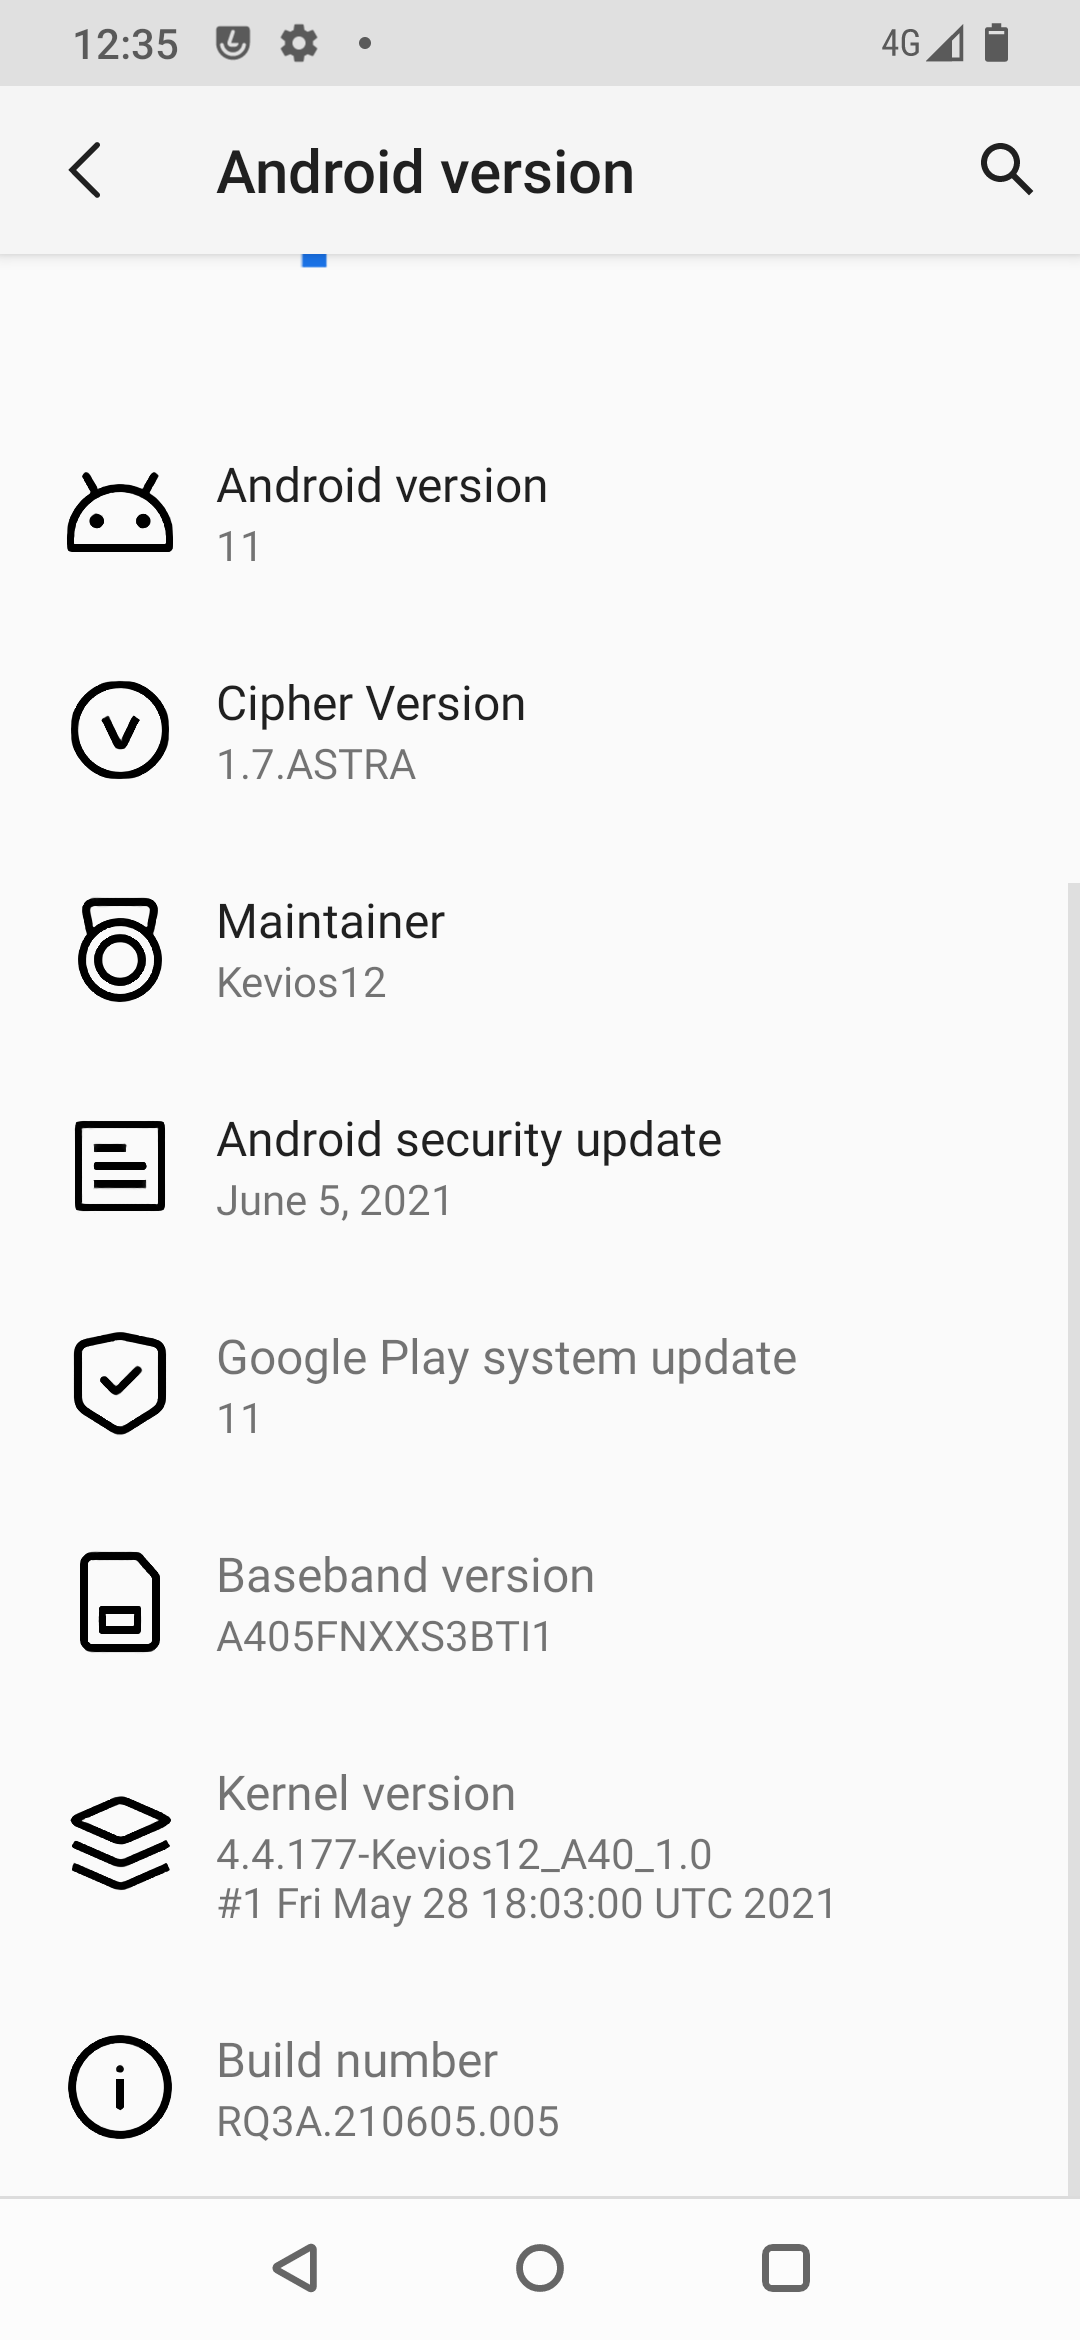 12:35
4G
Android version
Android version
11
Cipher Version
1.7.ASTRA
Maintainer
Kevios12
Android security update
June 5, 2021
Google Play system update
11
Baseband version
A405FNXXS3BTI1
Kernel version
4.4.177-Kevios12_A40_1.0
#1 Fri May 28 18:03:00 UTC 2021
Build number
RQ3A.210605.005